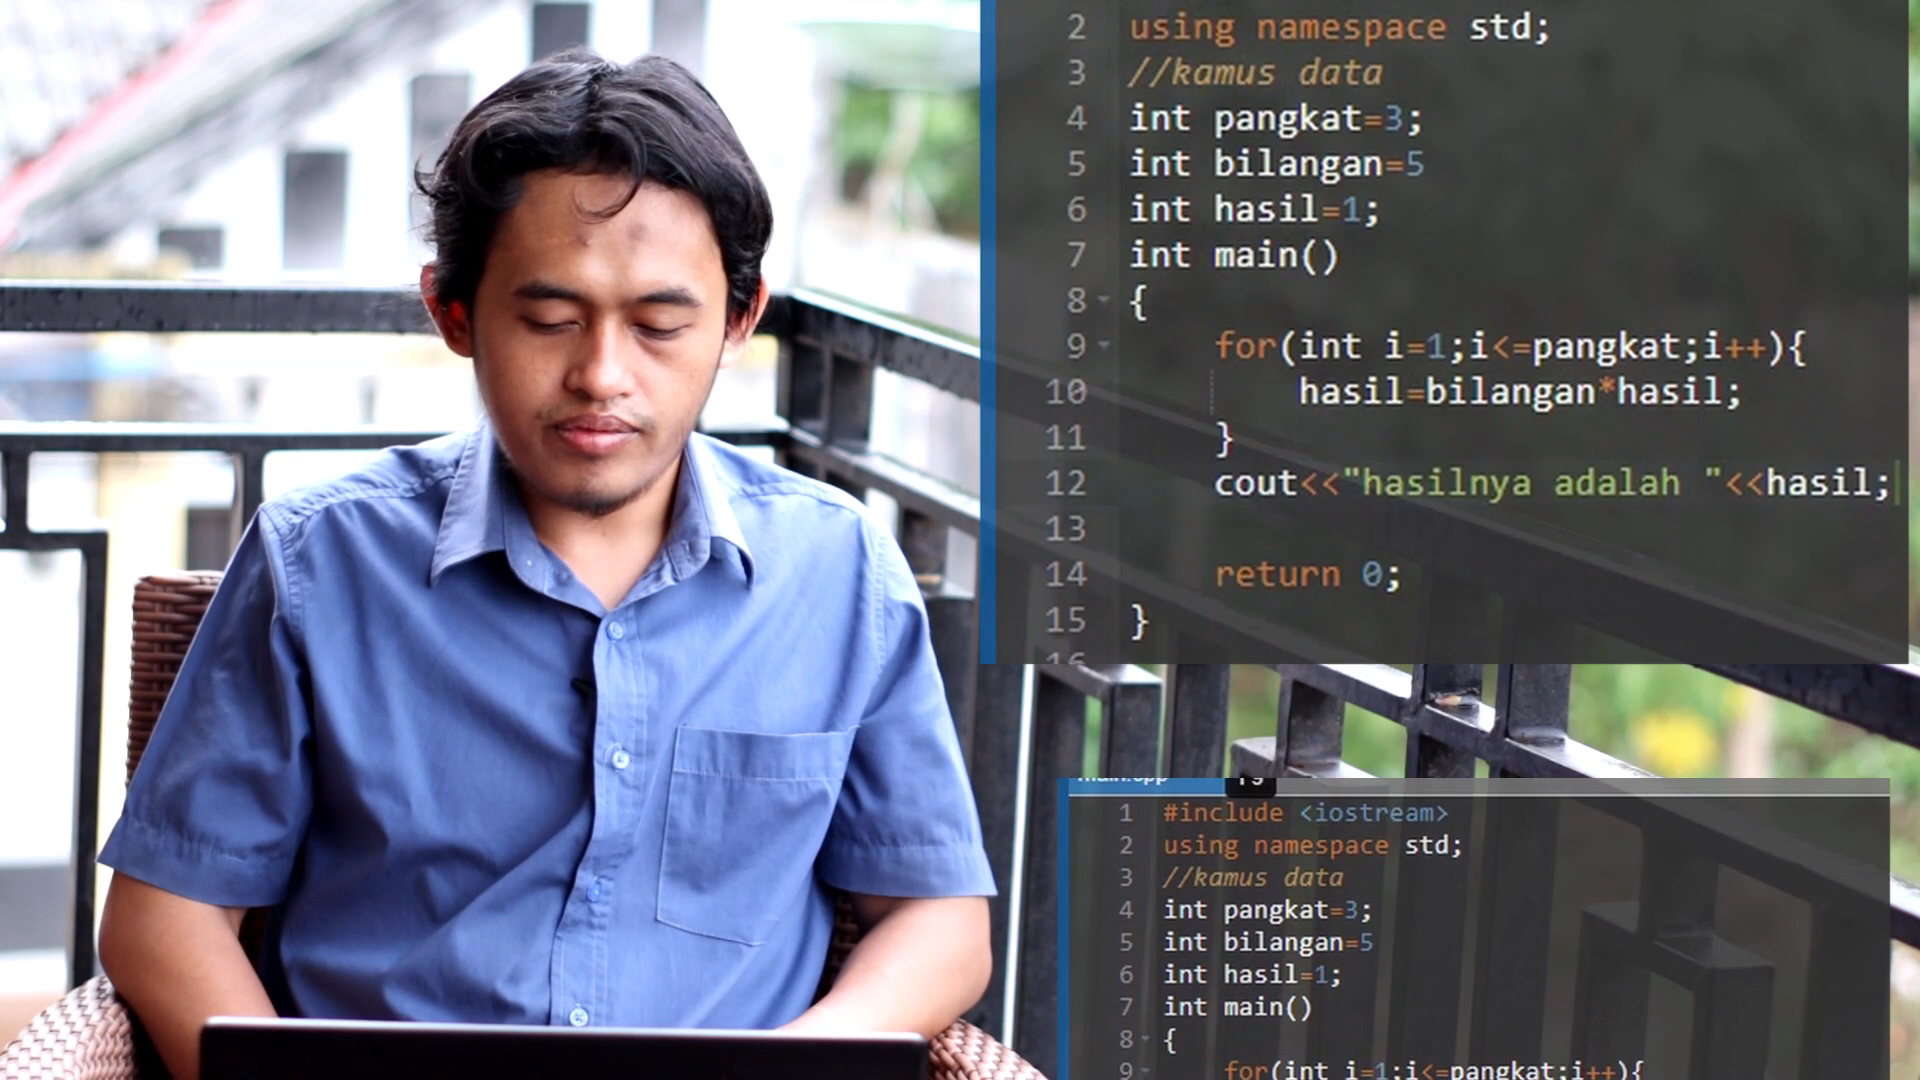 2 using namespace std;
3 //kamus data
4 int pangkat=3;
5 int bilangan=5
6 int hasil=1;
7 int main()
8 {
9 for(int i=1;i<=pangkat;i++){
10 hasil=bilangan*hasil;
11 }
12 cout<<"hasilnya adalah "<<hasil;
13
14 return 0;
15 }
16
main.cpp
1 #include <iostream>
2 using namespace std;
3 //kamus data
4 int pangkat=3;
5 int bilangan=5
6 int hasil=1;
7 int main()
8 {
9 for(int i=1;i<=pangkat;i++){